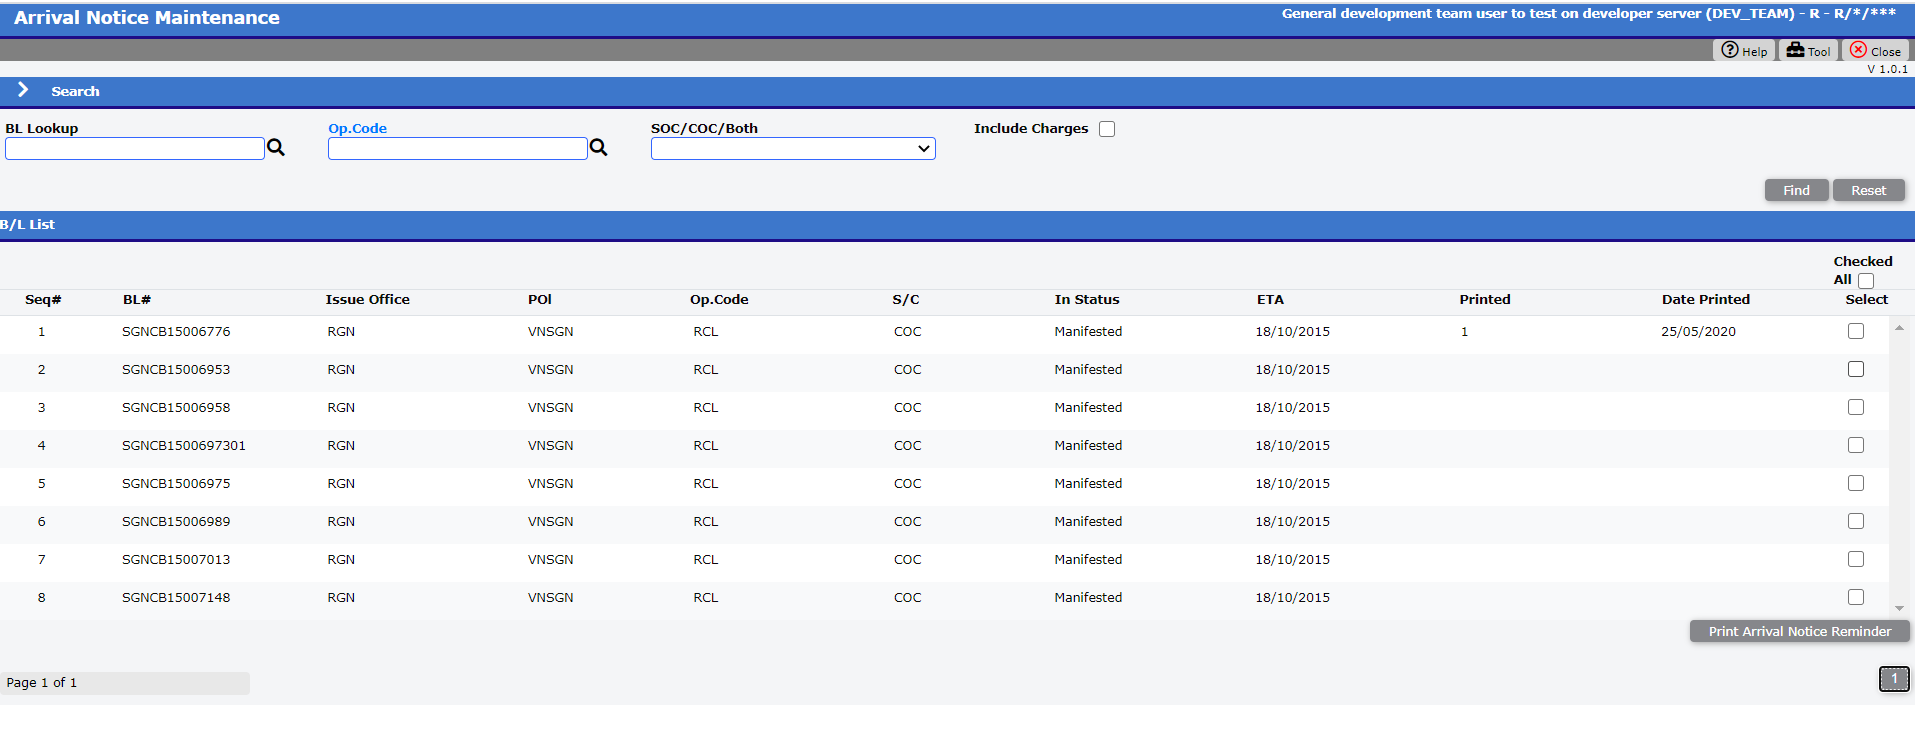 Arrival Notice Maintenance
General development team user to test on developer server (DEV_TEAM) - R - R/*/***
Help Tool Close
V 1.0.1
Search
BL Lookup Op.Code SOC/COC/Both Include Charges
Find Reset
B/L List
Checked
All
Seq# BL# Issue Office POl Op.Code S/C In Status ETA Printed Date Printed Select
1 SGNCB15006776 RGN VNSGN RCL COC Manifested 18/10/2015 1 25/05/2020
2 SGNCB15006953 RGN VNSGN RCL COC Manifested 18/10/2015
3 SGNCB15006958 RGN VNSGN RCL COC Manifested 18/10/2015
4 SGNCB1500697301 RGN VNSGN RCL COC Manifested 18/10/2015
5 SGNCB15006975 RGN VNSGN RCL COC Manifested 18/10/2015
6 SGNCB15006989 RGN VNSGN RCL COC Manifested 18/10/2015
7 SGNCB15007013 RGN VNSGN RCL COC Manifested 18/10/2015
8 SGNCB15007148 RGN VNSGN RCL COC Manifested 18/10/2015
Print Arrival Notice Reminder
Page 1 of 1 1